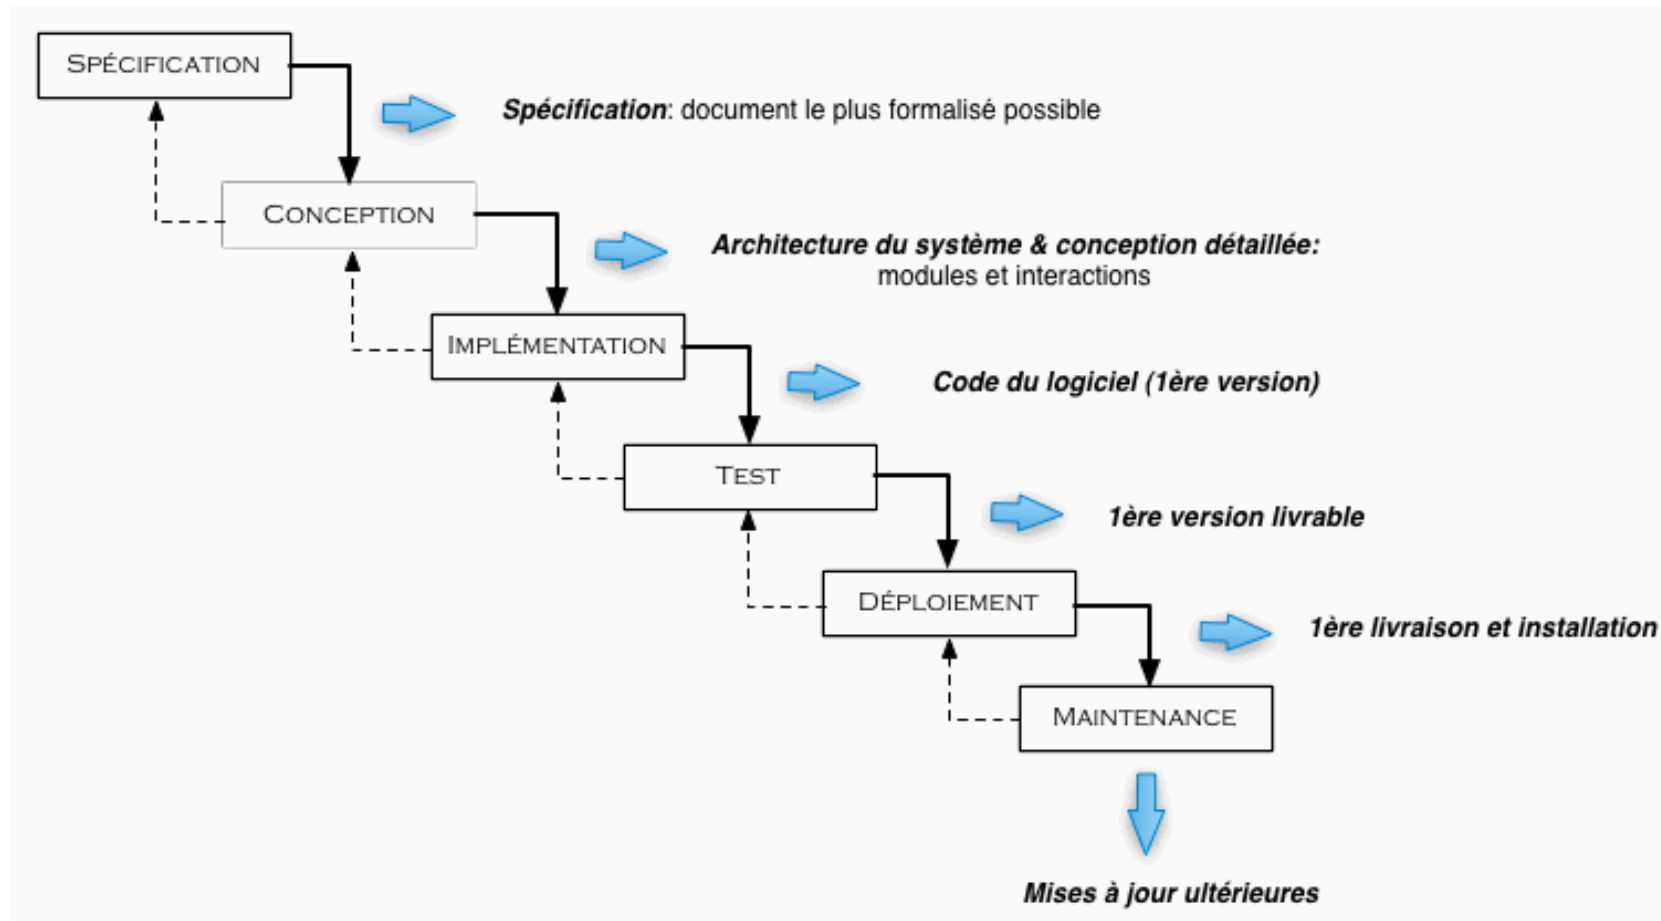 SPÉCIFICATION
Spécification: document le plus formalisé possible
CONCEPTION
Architecture du système & conception détaillée:
modules et interactions
IMPLÉMENTATION
Code du logiciel (1ère version)
TEST
1ère version livrable
DÉPLOIEMENT
1ère livraison et installation
MAINTENANCE
Mises à jour ultérieures